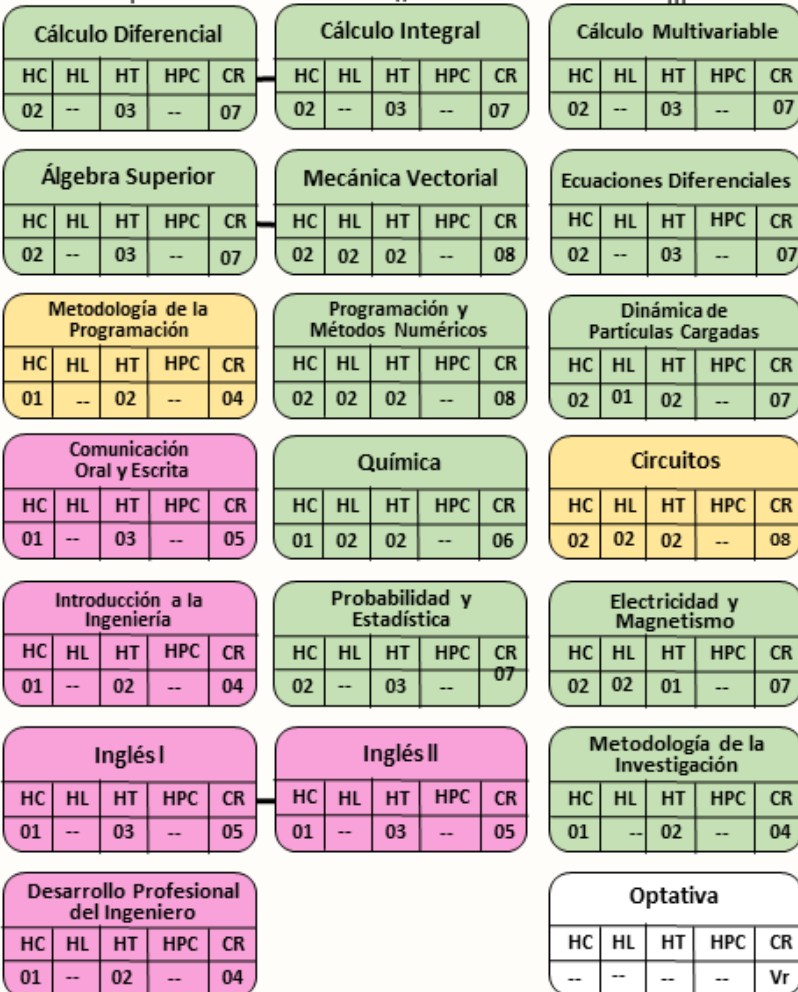 Cálculo Diferencial
HC HL HT HPC CR
02 -- 03 -- 07
Cálculo Integral
HC HL HT HPC CR
02 -- 03 -- 07
Cálculo Multivariable
HC HL HT HPC CR
02 -- 03 -- 07
Álgebra Superior
HC HL HT HPC CR
02 -- 03 -- 07
Mecánica Vectorial
HC HL HT HPC CR
02 02 02 -- 08
Ecuaciones Diferenciales
HC HL HT HPC CR
02 -- 03 -- 07
Metodología de la
Programación
HC HL HT HPC CR
01 -- 02 -- 04
Programación y
Métodos Numéricos
HC HL HT HPC CR
02 02 02 -- 08
Dinámica de
Partículas Cargadas
HC HL HT HPC CR
02 01 02 -- 07
Comunicación
Oral y Escrita
HC HL HT HPC CR
01 -- 03 -- 05
Química
HC HL HT HPC CR
01 02 02 -- 06
Circuitos
HC HL HT HPC CR
02 02 02 -- 08
Introducción a la
Ingeniería
HC HL HT HPC CR
01 -- 02 -- 04
Probabilidad y
Estadística
HC HL HT HPC CR
02 -- 03 -- 07
Electricidad y
Magnetismo
HC HL HT HPC CR
02 02 01 -- 07
Inglés I
HC HL HT HPC CR
01 -- 03 -- 05
Inglés II
HC HL HT HPC CR
01 -- 03 -- 05
Metodología de la
Investigación
HC HL HT HPC CR
01 -- 02 -- 04
Desarrollo Profesional
del Ingeniero
HC HL HT HPC CR
01 -- 02 -- 04
Optativa
HC HL HT HPC CR
-- -- -- -- Vr